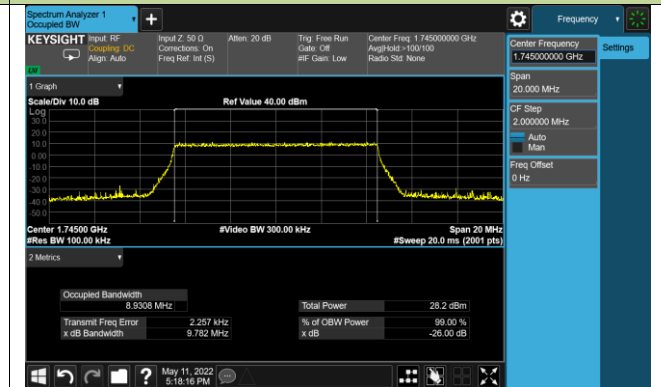 Spectrum Analyzer 1
Occupied BW
+
Frequency
KEYSIGHT
Input: RF
Coupling: DC
Align: Auto
Input Z: 50 Ω
Corrections: On
Freq Ref: Int (S)
Atten: 20 dB
Trig: Free Run
Gate: Off
#IF Gain: Low
Center Freq: 1.745000000 GHz
Avg|Hold:>100/100
Radio Std: None
Center Frequency
1.745000000 GHz
Settings
Span
20.000 MHz
CF Step
2.000000 MHz
Auto
Man
Freq Offset
0 Hz
1 Graph
Scale/Div 10.0 dB
Ref Value 40.00 dBm
Log
30.0
20.0
10.0
0.00
-10.0
-20.0
-30.0
-40.0
-50.0
Center 1.74500 GHz
#Video BW 300.00 kHz
Span 20 MHz
#Res BW 100.00 kHz
#Sweep 20.0 ms (2001 pts)
2 Metrics
Occupied Bandwidth
8.9308 MHz
Total Power
28.2 dBm
Transmit Freq Error
2.257 kHz
% of OBW Power
99.00 %
x dB Bandwidth
9.782 MHz
x dB
-26.00 dB
?
May 11, 2022
5:18:16 PM